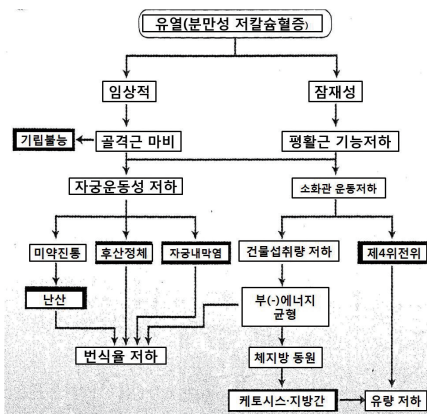 유열(분만성 저칼슘혈증)
임상적
잠재성
기립불능
골격근 마비
평활근 기능저하
자궁운동성 저하
소화관 운동저하
미약진통
후산정체
자궁내막염
건물섭취량 저하
제4위전위
난산
부(-)에너지
균형
번식율 저하
체지방 동원
케토시스·지방간
유량 저하